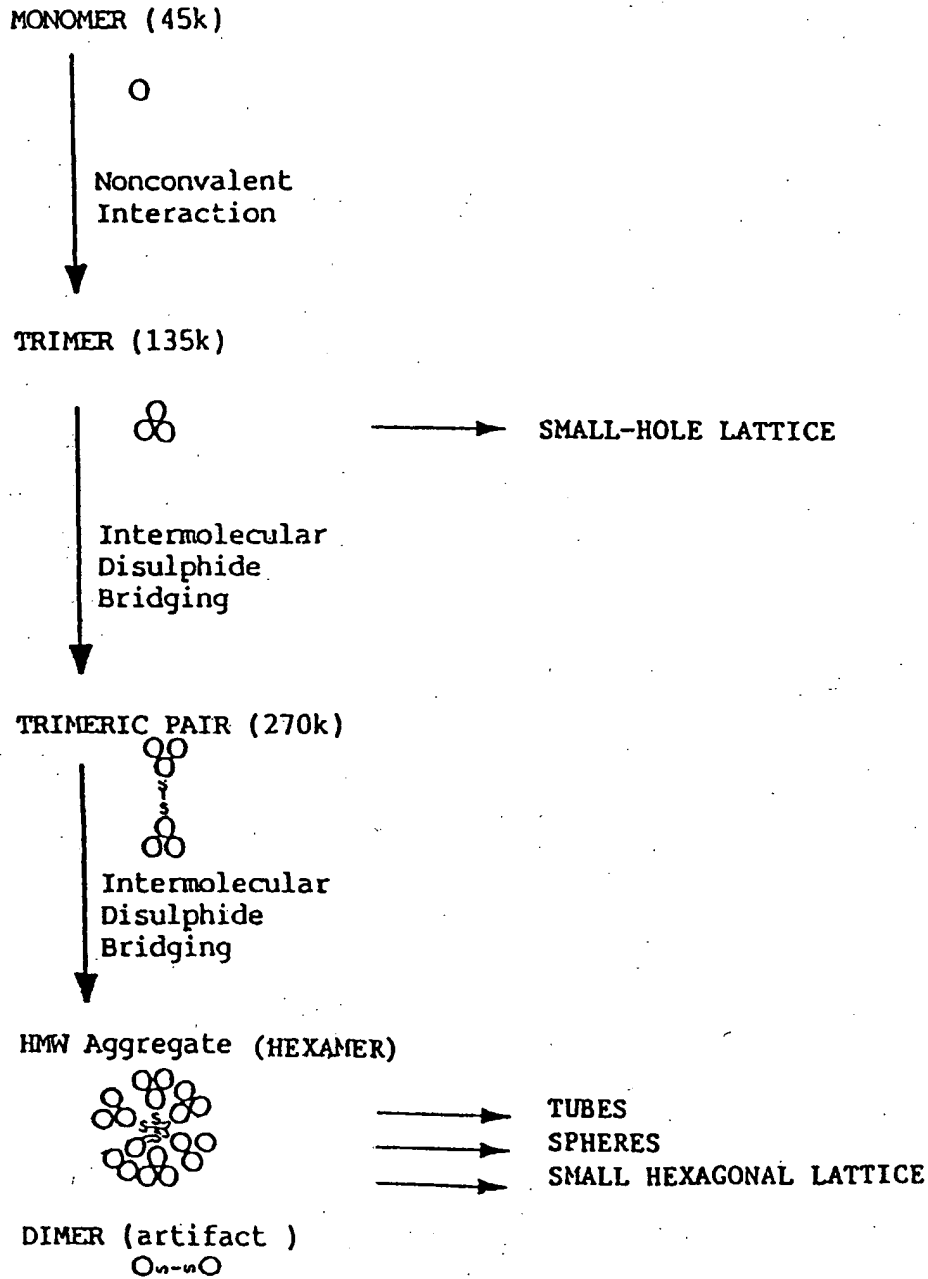 MONOMER (45k)
Nonconvalent
Interaction
TRIMER (135k)
SMALL-HOLE LATTICE
Intermolecular
Disulphide
Bridging
TRIMERIC PAIR (270k)
S
S
Intermolecular
Disulphide
Bridging
HMW Aggregate (HEXAMER)
TUBES
SPHERES
SMALL HEXAGONAL LATTICE
DIMER (artifact )
S-S